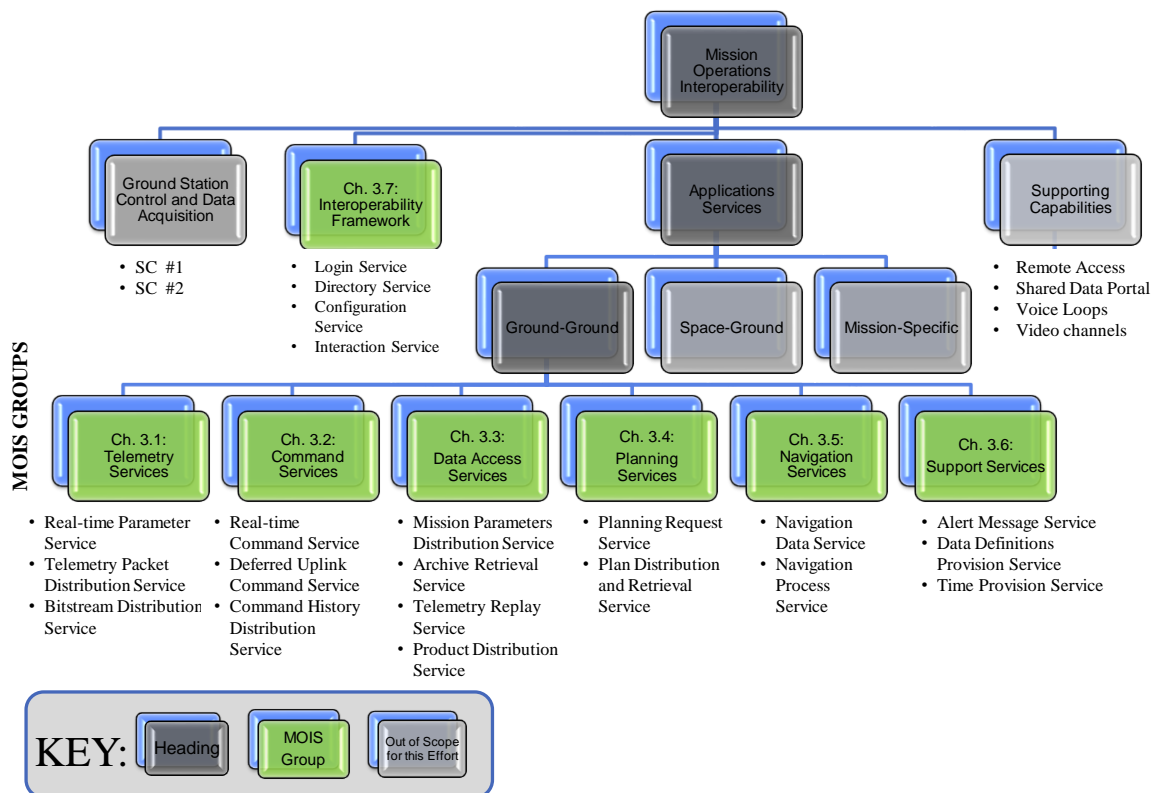 Mission
Operations
Interoperability
Ground Station
Control and Data
Acquisition
Ch. 3.7:
Interoperability
Framework
Applications
Services
Supporting
Capabilities
• SC #1
• SC #2
• Login Service
• Directory Service
• Configuration
Service
• Interaction Service
• Remote Access
• Shared Data Portal
• Voice Loops
• Video channels
Ground-Ground
Space-Ground
Mission-Specific
MOIS GROUPS
Ch. 3.1:
Telemetry
Services
Ch. 3.2:
Command
Services
Ch. 3.3:
Data Access
Services
Ch. 3.4:
Planning
Services
Ch. 3.5:
Navigation
Services
Ch. 3.6:
Support Services
• Real-time Parameter
Service
• Telemetry Packet
Distribution Service
• Bitstream Distribution
Service
• Real-time
Command Service
• Deferred Uplink
Command Service
• Command History
Distribution
Service
• Mission Parameters
Distribution Service
• Archive Retrieval
Service
• Telemetry Replay
Service
• Product Distribution
Service
• Planning Request
Service
• Plan Distribution
and Retrieval
Service
• Navigation
Data Service
• Navigation
Process
Service
• Alert Message Service
• Data Definitions
Provision Service
• Time Provision Service
KEY:
Heading
MOIS
Group
Out of Scope
for this Effort